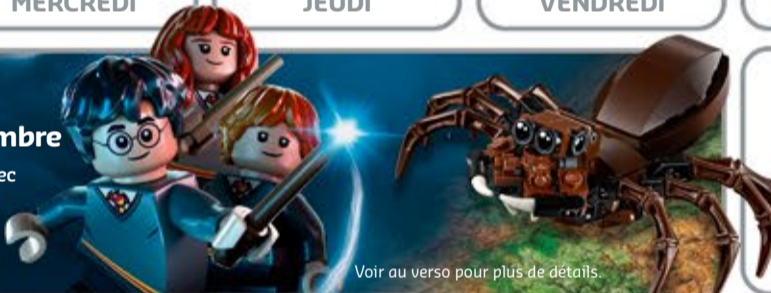 MERCREDI
JEUDI
VENDREDI
mbre
ec
Voir au verso pour plus de détails.